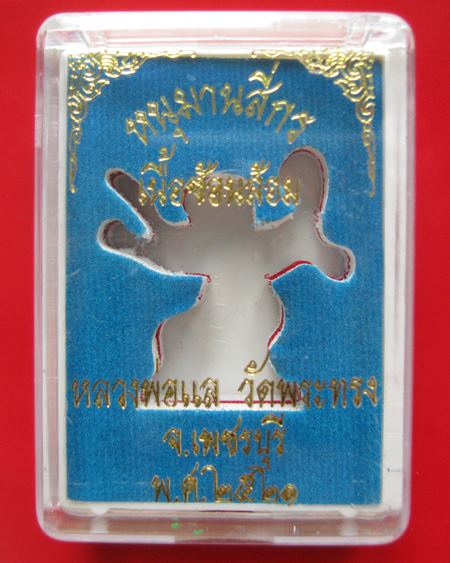 หนุมานสี่กร
เนื้อช้อนส้อม
หลวงพ่อแล วัดพระทรง
จ.เพชรบุรี
พ.ศ.๒๕๒๑